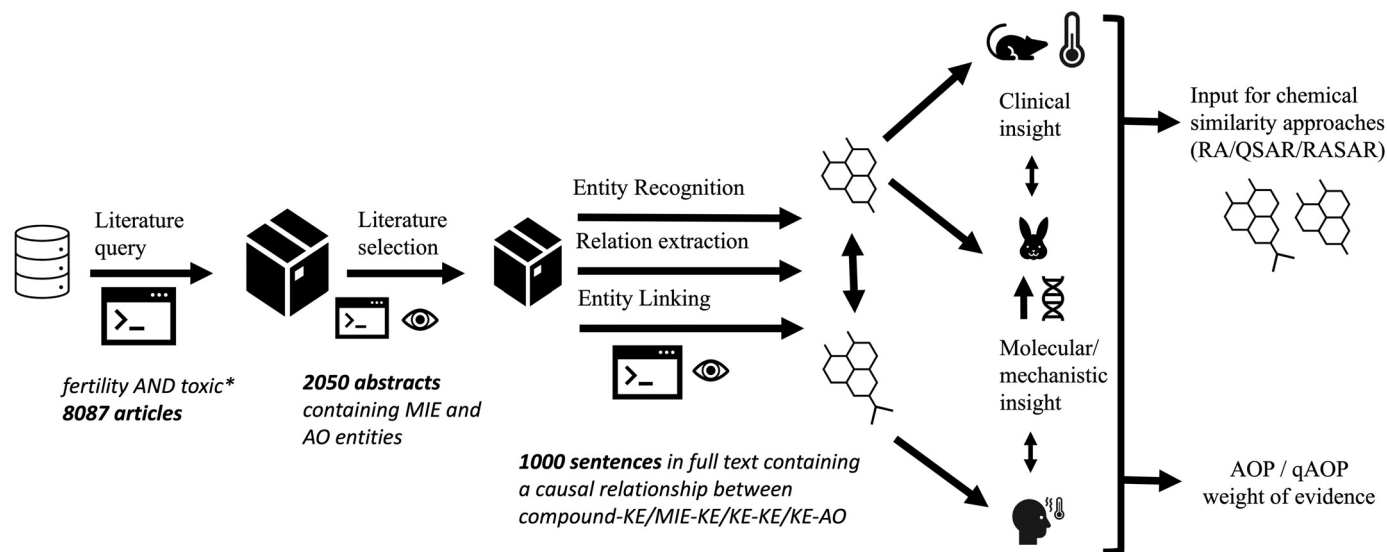 Literature
query
fertility AND toxic*
8087 articles
Literature
selection
2050 abstracts
containing MIE and
AO entities
Entity Recognition
Relation extraction
Entity Linking
1000 sentences in full text containing
a causal relationship between
compound-KE/MIE-KE/KE-KE/KE-AO
Clinical
insight
Molecular/
mechanistic
insight
Input for chemical
similarity approaches
(RA/QSAR/RASAR)
AOP / qAOP
weight of evidence